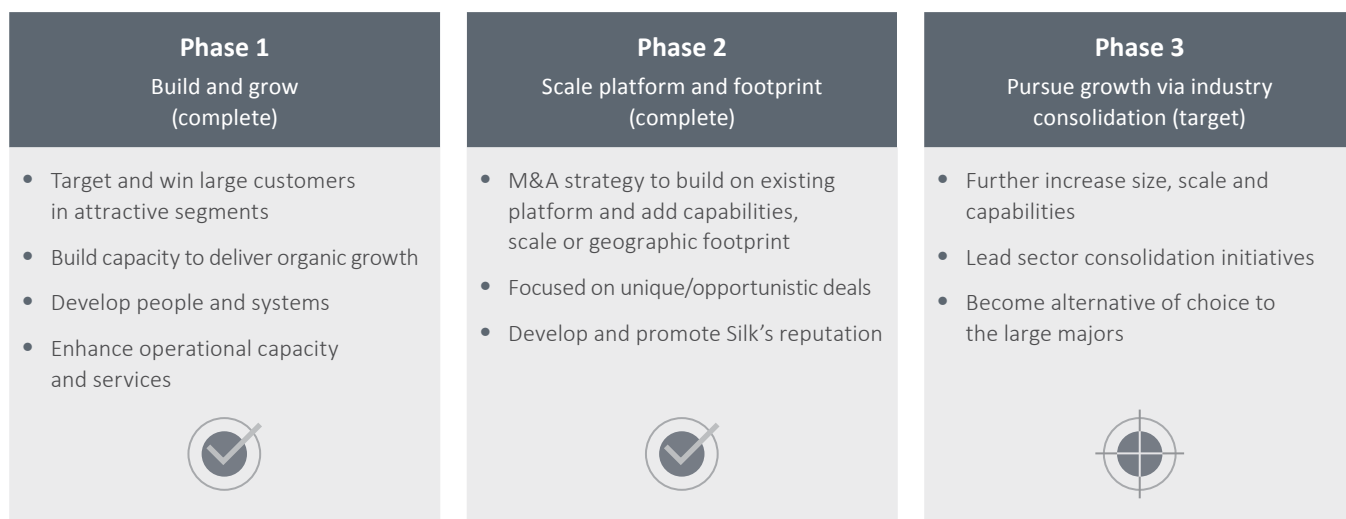 Phase 1
Build and grow
(complete)
• Target and win large customers
in attractive segments
• Build capacity to deliver organic growth
• Develop people and systems
• Enhance operational capacity
and services
Phase 2
Scale platform and footprint
(complete)
• M&A strategy to build on existing
platform and add capabilities,
scale or geographic footprint
• Focused on unique/opportunistic deals
• Develop and promote Silk’s reputation
Phase 3
Pursue growth via industry
consolidation (target)
• Further increase size, scale and
capabilities
• Lead sector consolidation initiatives
• Become alternative of choice to
the large majors